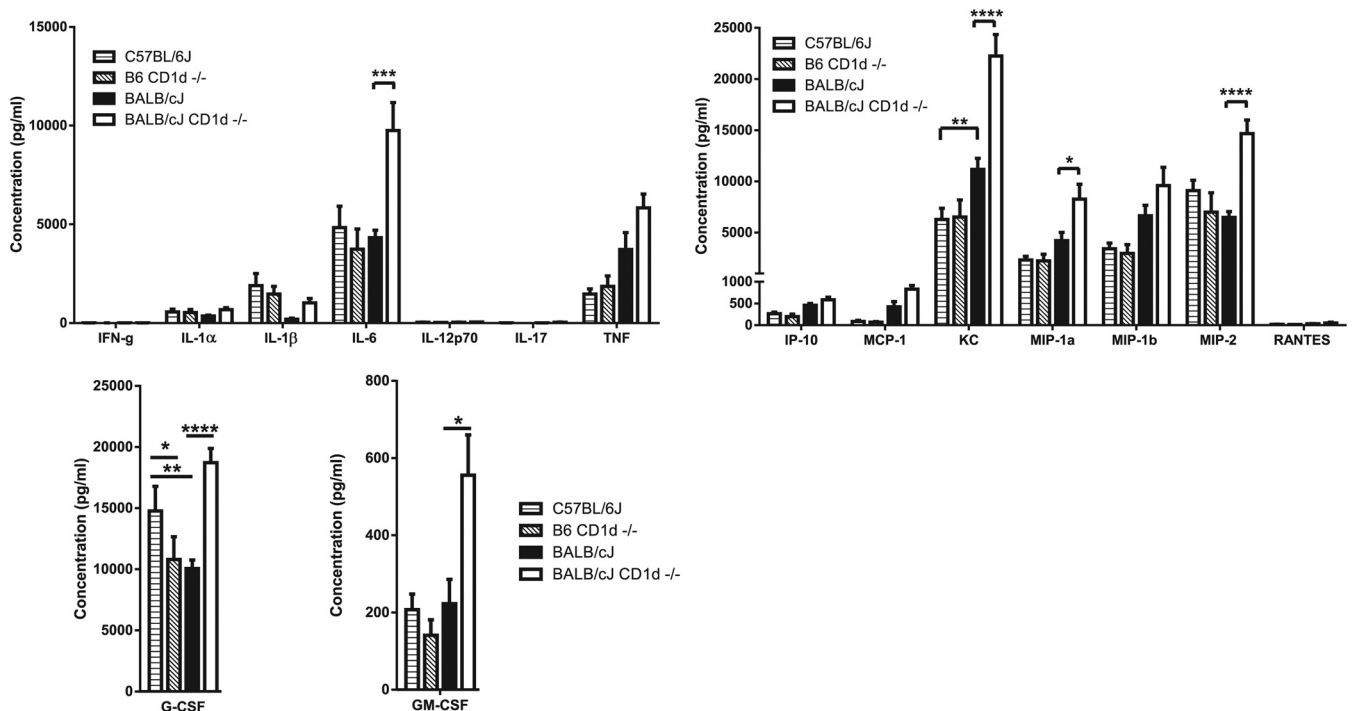 15000
10000
5000
0
Concentration (pg/ml)
C57BL/6J
B6 CD1d -/-
BALB/cJ
BALB/cJ CD1d -/-
***
IFN-g IL-1α IL-1β IL-6 IL-12p70 IL-17 TNF
25000
20000
15000
10000
5000
1000
500
0
Concentration (pg/ml)
C57BL/6J
B6 CD1d -/-
BALB/cJ
BALB/cJ CD1d -/-
****
**
*
****
IP-10 MCP-1 KC MIP-1a MIP-1b MIP-2 RANTES
25000
20000
15000
10000
5000
0
Concentration (pg/ml)
****
*
**
G-CSF
800
600
400
200
0
Concentration (pg/ml)
*
GM-CSF
C57BL/6J
B6 CD1d -/-
BALB/cJ
BALB/cJ CD1d -/-